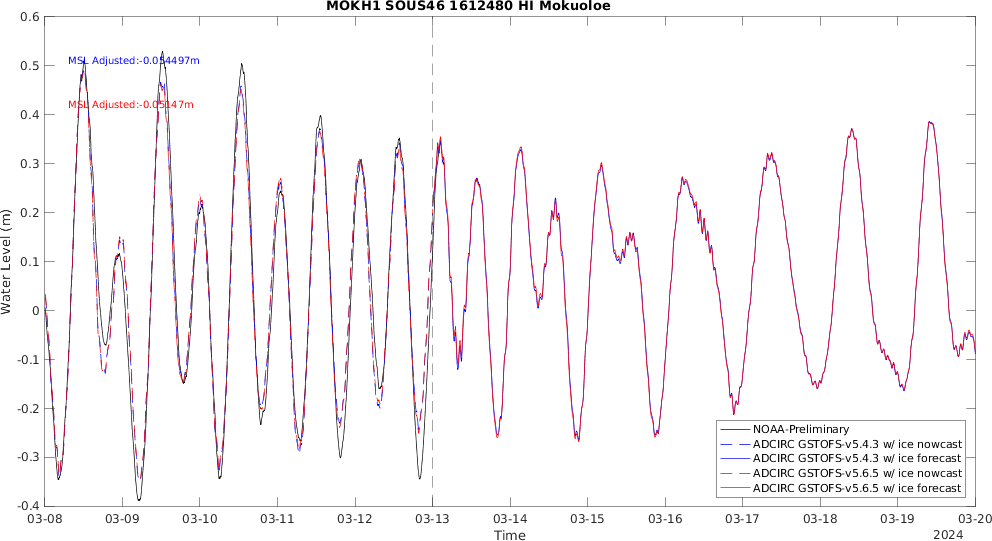 MOKH1 SOUS46 1612480 HI Mokuoloe
0.6
0.5
0.4
0.3
0.2
0.1
0
-0.1
-0.2
-0.3
-0.4
Water Level (m)
MSL Adjusted:-0.054497m
MSL Adjusted:-0.05147m
NOAA-Preliminary
ADCIRC GSTOFS-v5.4.3 w/ ice nowcast
ADCIRC GSTOFS-v5.4.3 w/ ice forecast
ADCIRC GSTOFS-v5.6.5 w/ ice nowcast
ADCIRC GSTOFS-v5.6.5 w/ ice forecast
03-08 03-09 03-10 03-11 03-12 03-13 03-14 03-15 03-16 03-17 03-18 03-19 03-20
Time
2024